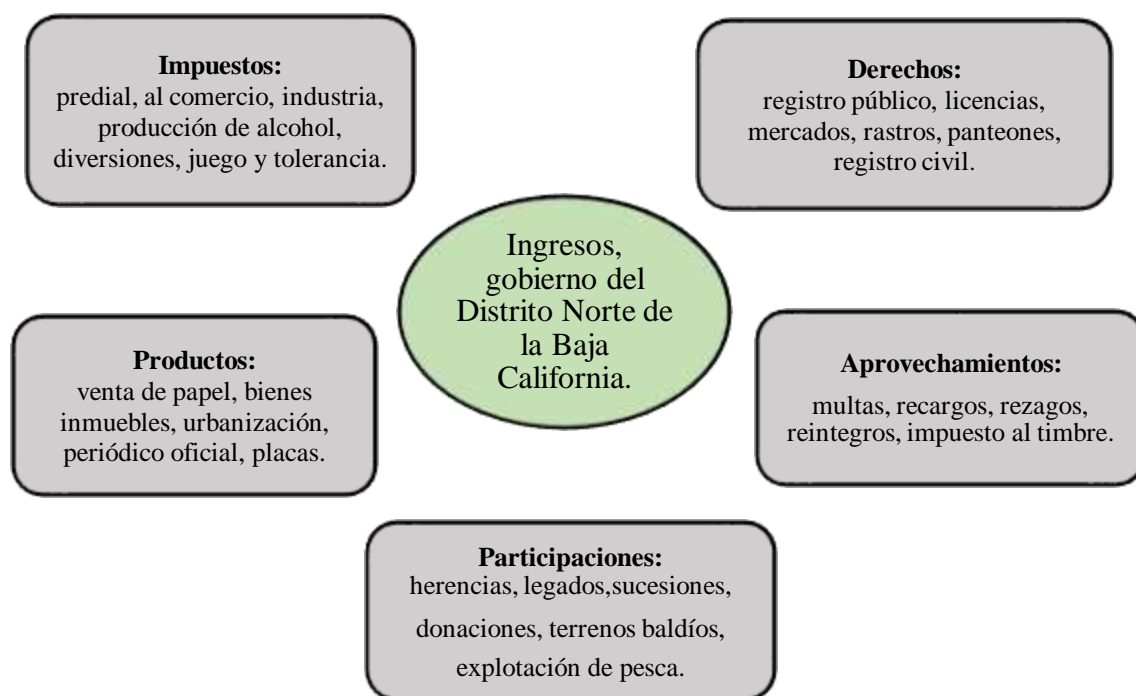 Impuestos:
predial, al comercio, industria,
producción de alcohol,
diversiones, juego y tolerancia.
Derechos:
registro público, licencias,
mercados, rastros, panteones,
registro civil.
Ingresos,
gobierno del
Distrito Norte de
la Baja
California.
Productos:
venta de papel, bienes
inmuebles, urbanización,
periódico oficial, placas.
Aprovechamientos:
multas, recargos, rezagos,
reintegros, impuesto al timbre.
Participaciones:
herencias, legados,sucesiones,
donaciones, terrenos baldíos,
explotación de pesca.